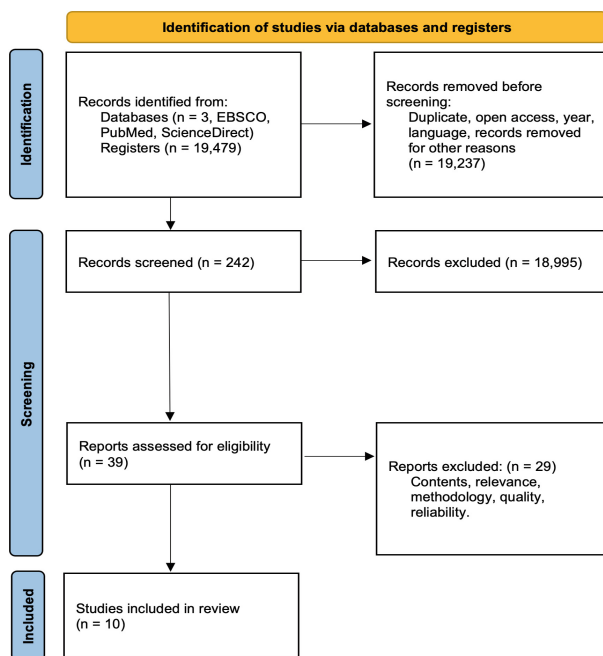 Identification of studies via databases and registers
Identification
Records identified from:
Databases (n = 3, EBSCO,
PubMed, ScienceDirect)
Registers (n = 19,479)
Records removed before
screening:
Duplicate, open access, year,
language, records removed
for other reasons
(n = 19,237)
Screening
Records screened (n = 242)
Records excluded (n = 18,995)
Reports assessed for eligibility
(n = 39)
Reports excluded: (n = 29)
Contents, relevance,
methodology, quality,
reliability.
Included
Studies included in review
(n = 10)